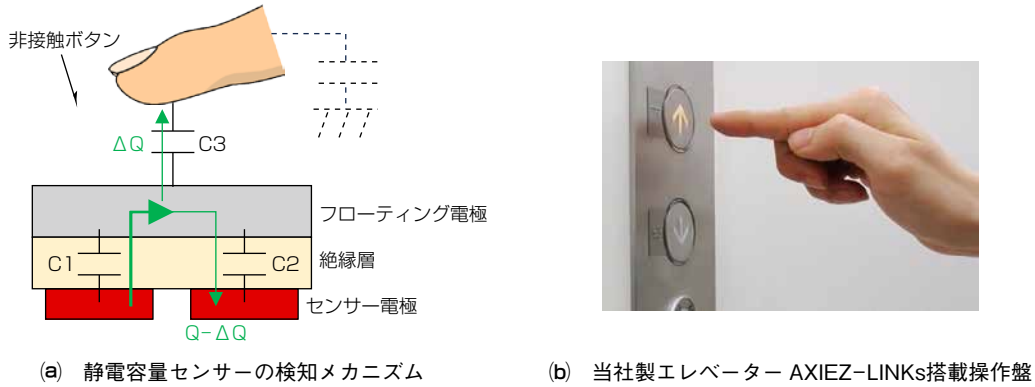 非接触ボタン
ΔQ
C3
フローティング電極
C1
C2
絶縁層
センサー電極
Q-ΔQ
(a) 静電容量センサーの検知メカニズム
(b) 当社製エレベーター AXIEZ-LINKs搭載操作盤